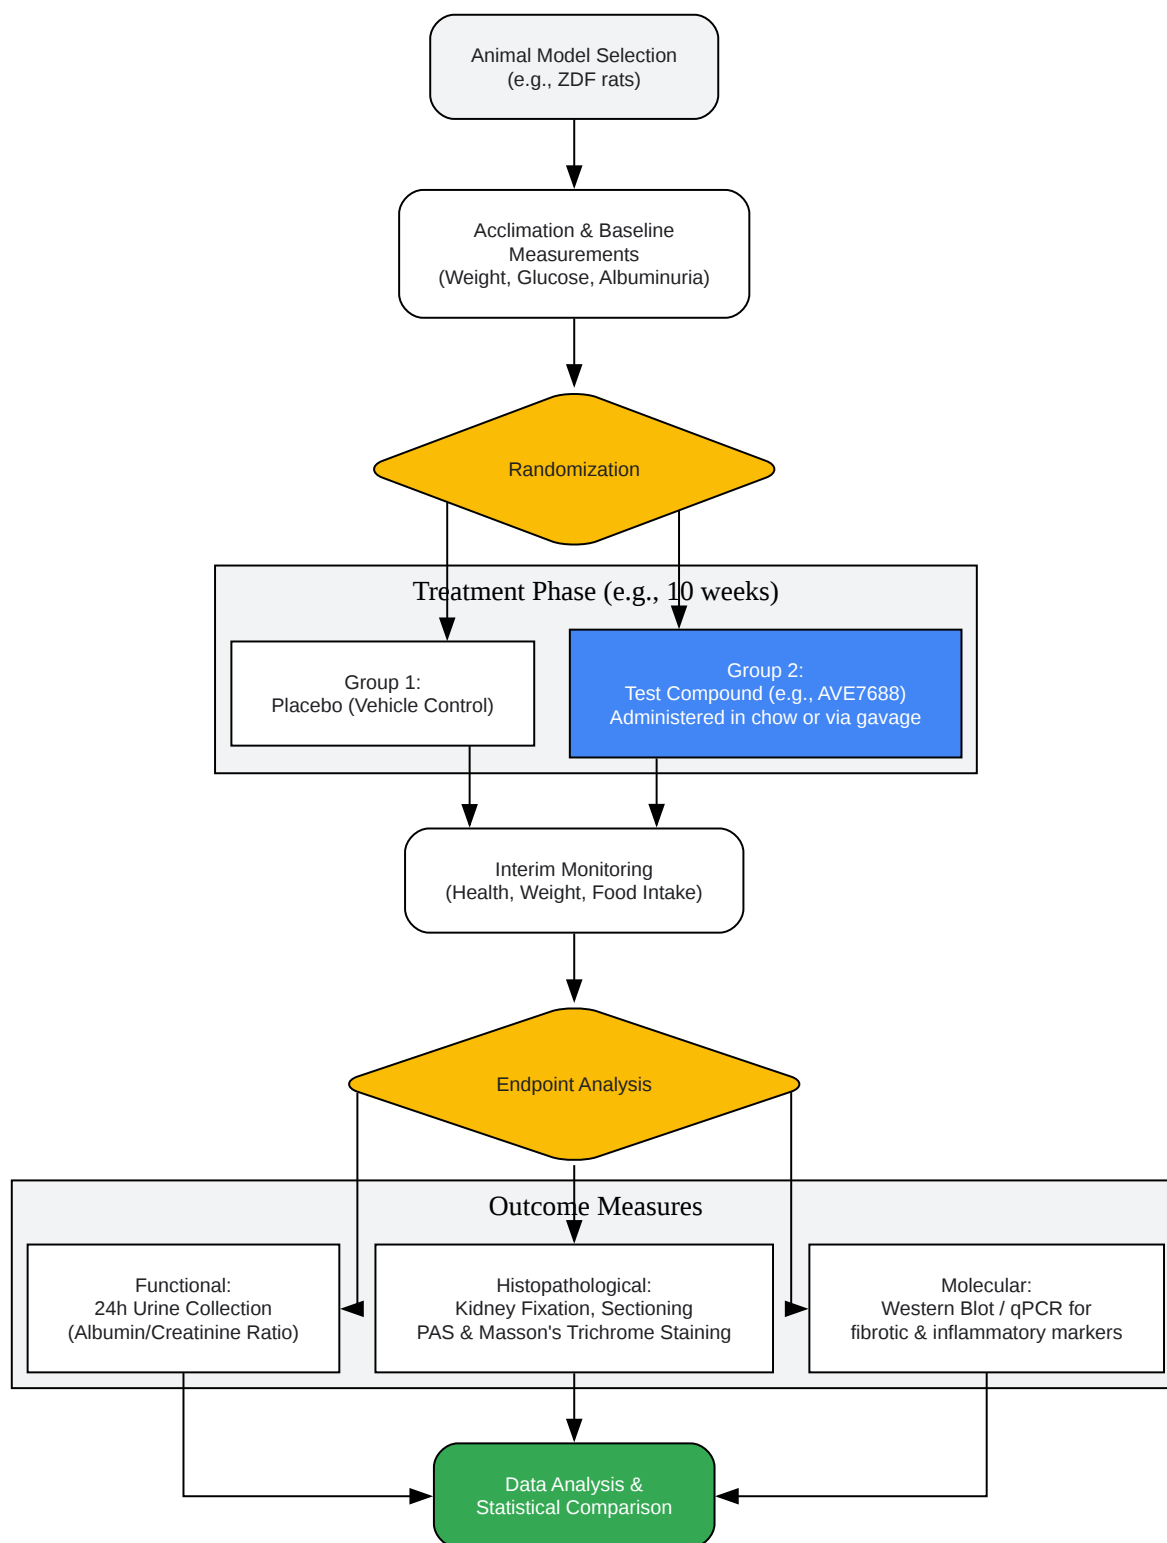 Animal Model Selection
(e.g., ZDF rats)
Acclimation & Baseline
Measurements
(Weight, Glucose, Albuminuria)
Randomization
Treatment Phase (e.g., 10 weeks)
Group 1:
Placebo (Vehicle Control)
Group 2:
Test Compound (e.g., AVE7688)
Administered in chow or via gavage
Interim Monitoring
(Health, Weight, Food Intake)
Endpoint Analysis
Outcome Measures
Functional:
24h Urine Collection
(Albumin/Creatinine Ratio)
Histopathological:
Kidney Fixation, Sectioning
PAS & Masson's Trichrome Staining
Molecular:
Western Blot / qPCR for
fibrotic & inflammatory markers
Data Analysis &
Statistical Comparison